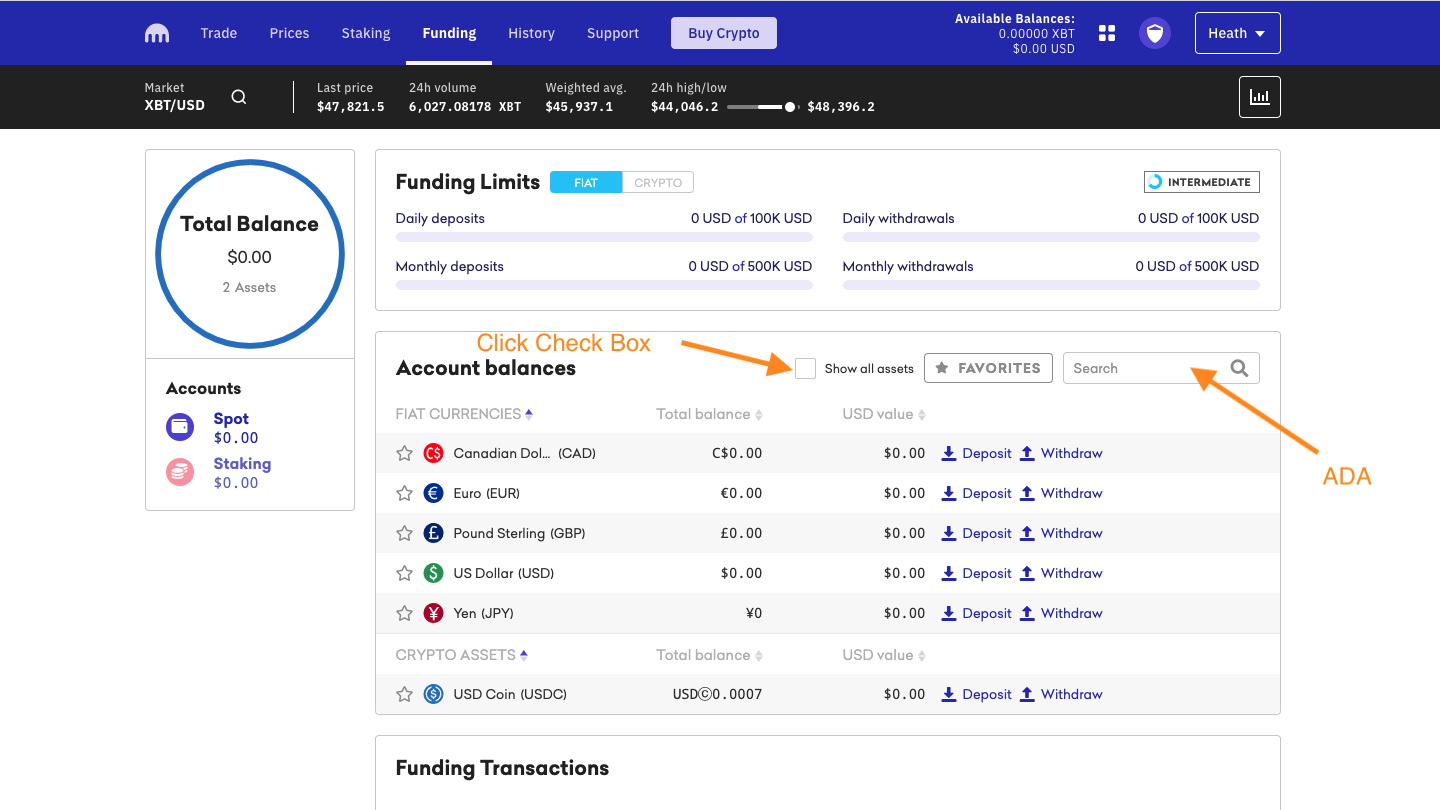 Trade Prices Staking Funding History Support Buy Crypto
Available Balances:
0.00000 XBT
$0.00 USD
Heath
Market
XBT/USD
Last price
$47,821.5
24h volume
6,027.08178 XBT
Weighted avg.
$45,937.1
24h high/low
$44,046.2 $48,396.2
Total Balance
$0.00
2 Assets
Accounts
Spot
$0.00
Staking
$0.00
Funding Limits FIAT CRYPTO INTERMEDIATE
Daily deposits 0 USD of 100K USD
Daily withdrawals 0 USD of 100K USD
Monthly deposits 0 USD of 500K USD
Monthly withdrawals 0 USD of 500K USD
Click Check Box
Account balances Show all assets FAVORITES Search
ADA
FIAT CURRENCIES Total balance USD value
C$ Canadian Dol... (CAD) C$0.00 $0.00 Deposit Withdraw
€ Euro (EUR) €0.00 $0.00 Deposit Withdraw
£ Pound Sterling (GBP) £0.00 $0.00 Deposit Withdraw
$ US Dollar (USD) $0.00 $0.00 Deposit Withdraw
¥ Yen (JPY) ¥0 $0.00 Deposit Withdraw
CRYPTO ASSETS Total balance USD value
$ USD Coin (USDC) USDⓒ0.0007 $0.00 Deposit Withdraw
Funding Transactions